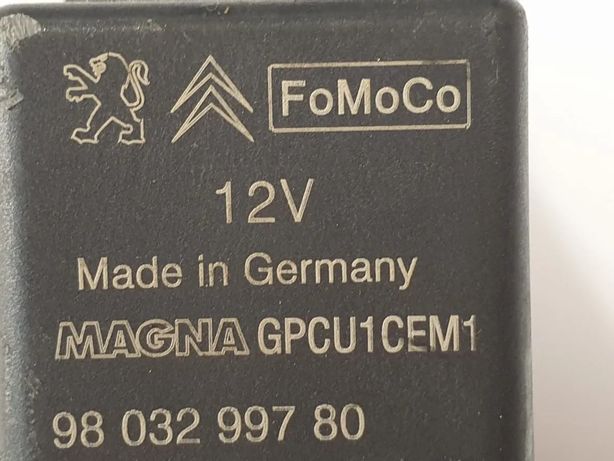 FoMoCo
12V
Made in Germany
MAGNA GPCU1CEM1
98 032 997 80